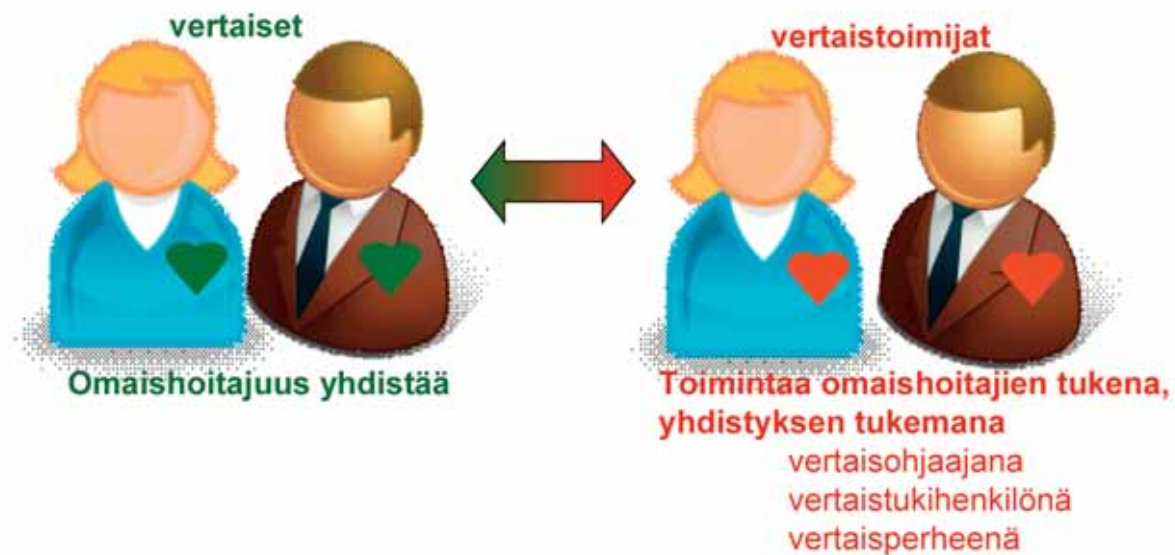 vertaiset
Omaishoitajuus yhdistää
vertaistoimijat
Toimintaa omaishoitajien tukena,
yhdistyksen tukemana
vertaisohjaajana
vertaistukihenkilönä
vertaisperheenä